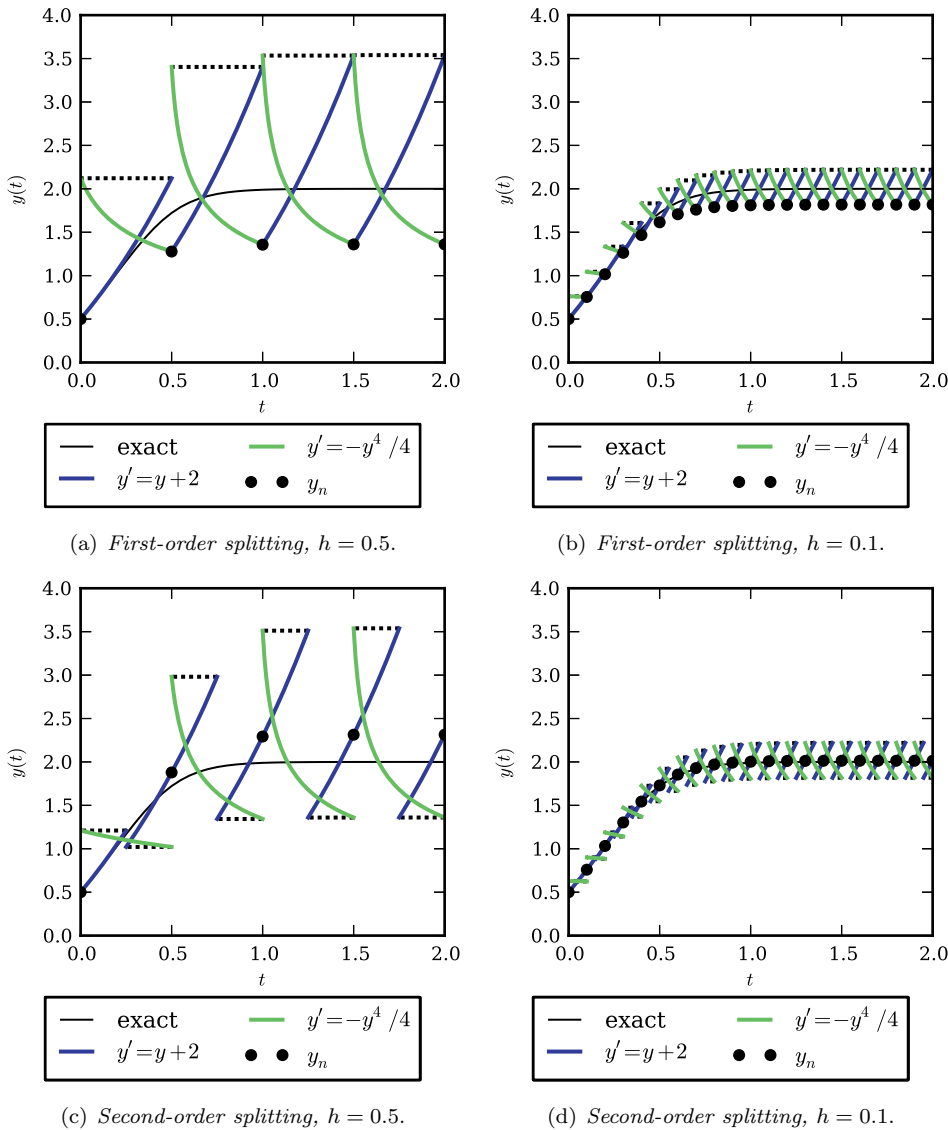 4.0
3.5
3.0
2.5
2.0
1.5
1.0
0.5
0.0
y(t)
0.0 0.5 1.0 1.5 2.0
t
exact y′=−y⁴ /4
y′=y+2 yₙ
(a) First-order splitting, h = 0.5.
4.0
3.5
3.0
2.5
2.0
1.5
1.0
0.5
0.0
y(t)
0.0 0.5 1.0 1.5 2.0
t
exact y′=−y⁴ /4
y′=y+2 yₙ
(b) First-order splitting, h = 0.1.
4.0
3.5
3.0
2.5
2.0
1.5
1.0
0.5
0.0
y(t)
0.0 0.5 1.0 1.5 2.0
t
exact y′=−y⁴ /4
y′=y+2 yₙ
(c) Second-order splitting, h = 0.5.
4.0
3.5
3.0
2.5
2.0
1.5
1.0
0.5
0.0
y(t)
0.0 0.5 1.0 1.5 2.0
t
exact y′=−y⁴ /4
y′=y+2 yₙ
(d) Second-order splitting, h = 0.1.